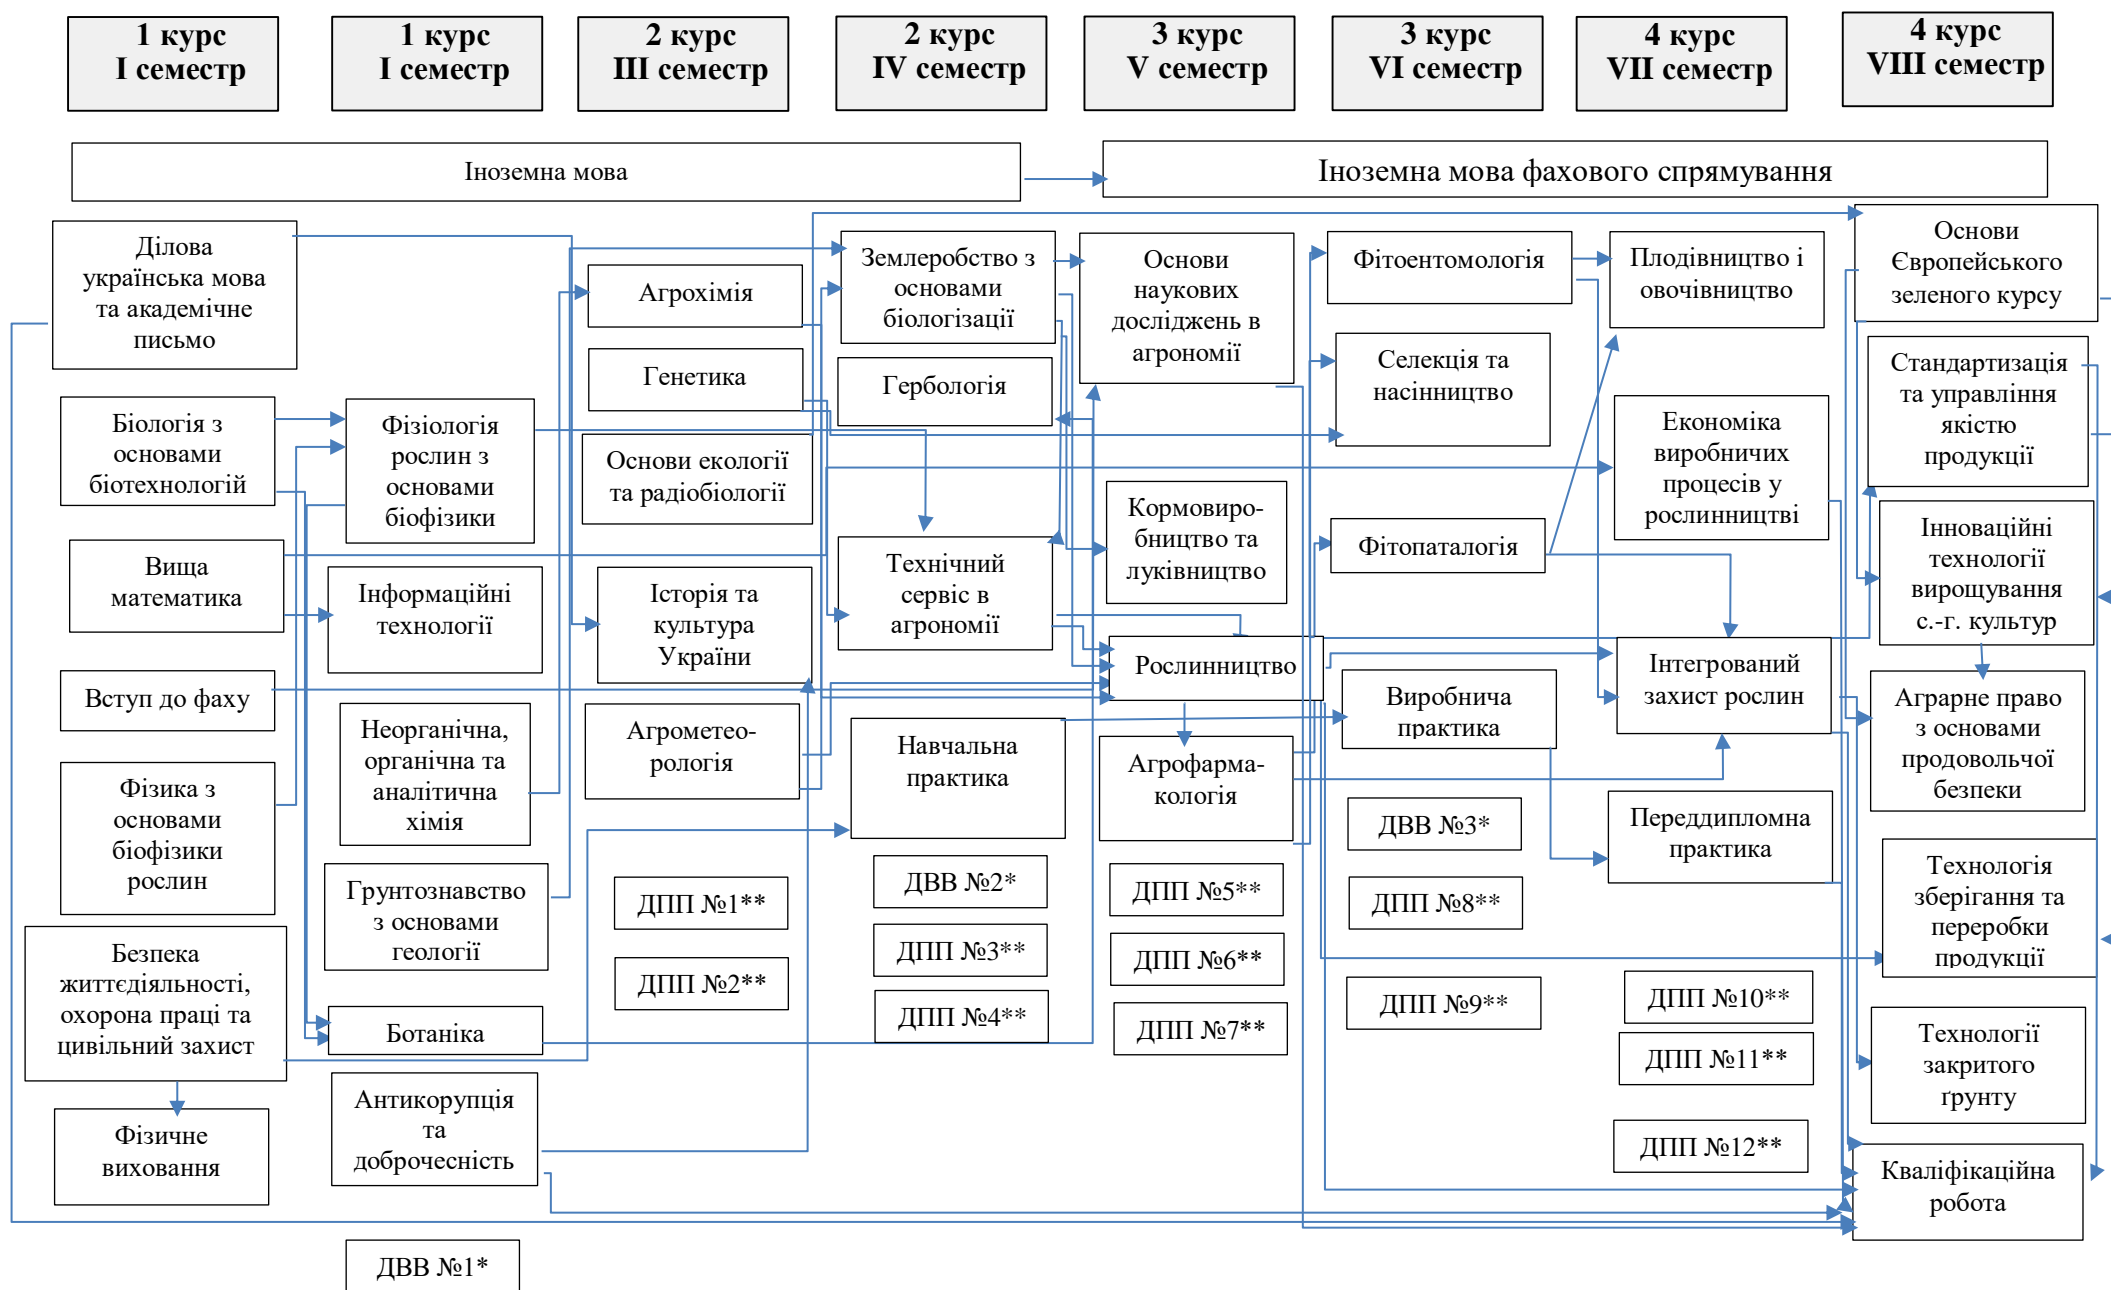 1 курс
I семестр
1 курс
I семестр
2 курс
III семестр
2 курс
IV семестр
3 курс
V семестр
3 курс
VI семестр
4 курс
VII семестр
4 курс
VIII семестр
Іноземна мова
Іноземна мова фахового спрямування
Ділова
українська мова
та академічне
письмо
Біологія з
основами
біотехнологій
Вища
математика
Вступ до фаху
Фізика з
основами
біофізики
рослин
Безпека
життєдіяльності,
охорона праці та
цивільний захист
Фізичне
виховання
Фізіологія
рослин з
основами
біофізики
Інформаційні
технології
Неорганічна,
органічна та
аналітична
хімія
Грунтознавство
з основами
геології
Ботаніка
Антикорупція
та
доброчесність
ДВВ №1*
Агрохімія
Генетика
Основи екології
та радіобіології
Історія та
культура
України
Агрометео-
рологія
ДПП №1**
ДПП №2**
Землеробство з
основами
біологізації
Гербологія
Технічний
сервіс в
агрономії
Навчальна
практика
ДВВ №2*
ДПП №3**
ДПП №4**
Основи
наукових
досліджень в
агрономії
Кормовиро-
бництво та
луківництво
Рослинництво
Агрофарма-
кологія
ДПП №5**
ДПП №6**
ДПП №7**
Фітоентомологія
Селекція та
насінництво
Фітопаталогія
Виробнича
практика
ДВВ №3*
ДПП №8**
ДПП №9**
Плодівництво і
овочівництво
Економіка
виробничих
процесів у
рослинництві
Інтегрований
захист рослин
Переддипломна
практика
ДПП №10**
ДПП №11**
ДПП №12**
Основи
Європейського
зеленого курсу
Стандартизація
та управління
якістю
продукції
Інноваційні
технології
вирощування
с.-г. культур
Аграрне право
з основами
продовольчої
безпеки
Технологія
зберігання та
переробки
продукції
Технології
закритого
ґрунту
Кваліфікаційна
робота